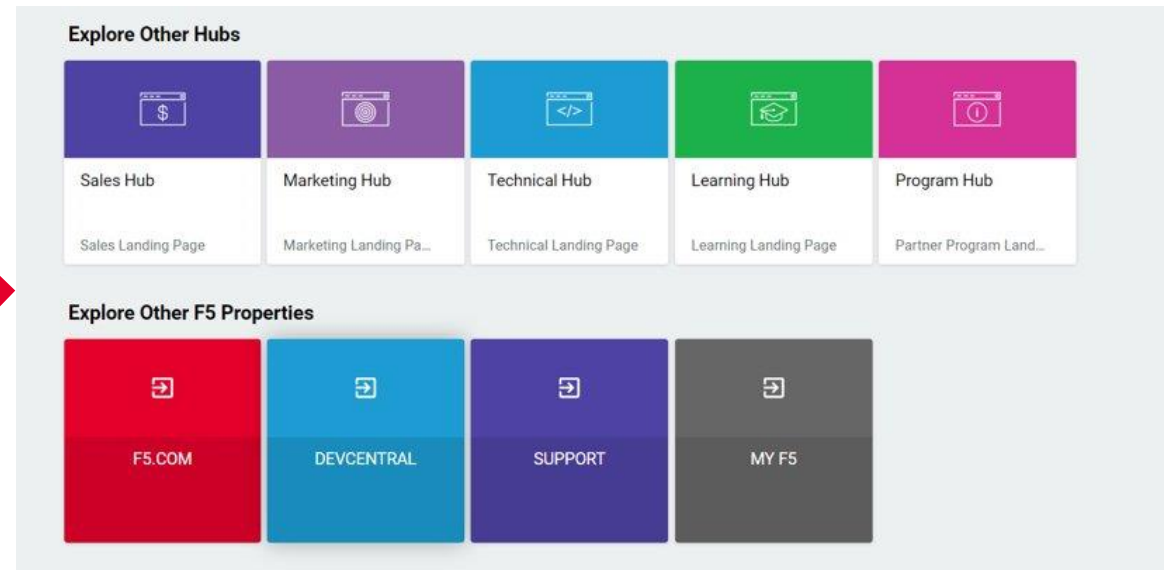 Explore Other Hubs
$
</>
i
Sales Hub
Marketing Hub
Technical Hub
Learning Hub
Program Hub
Sales Landing Page
Marketing Landing Pa...
Technical Landing Page
Learning Landing Page
Partner Program Land...
Explore Other F5 Properties
F5.COM
DEVCENTRAL
SUPPORT
MY F5